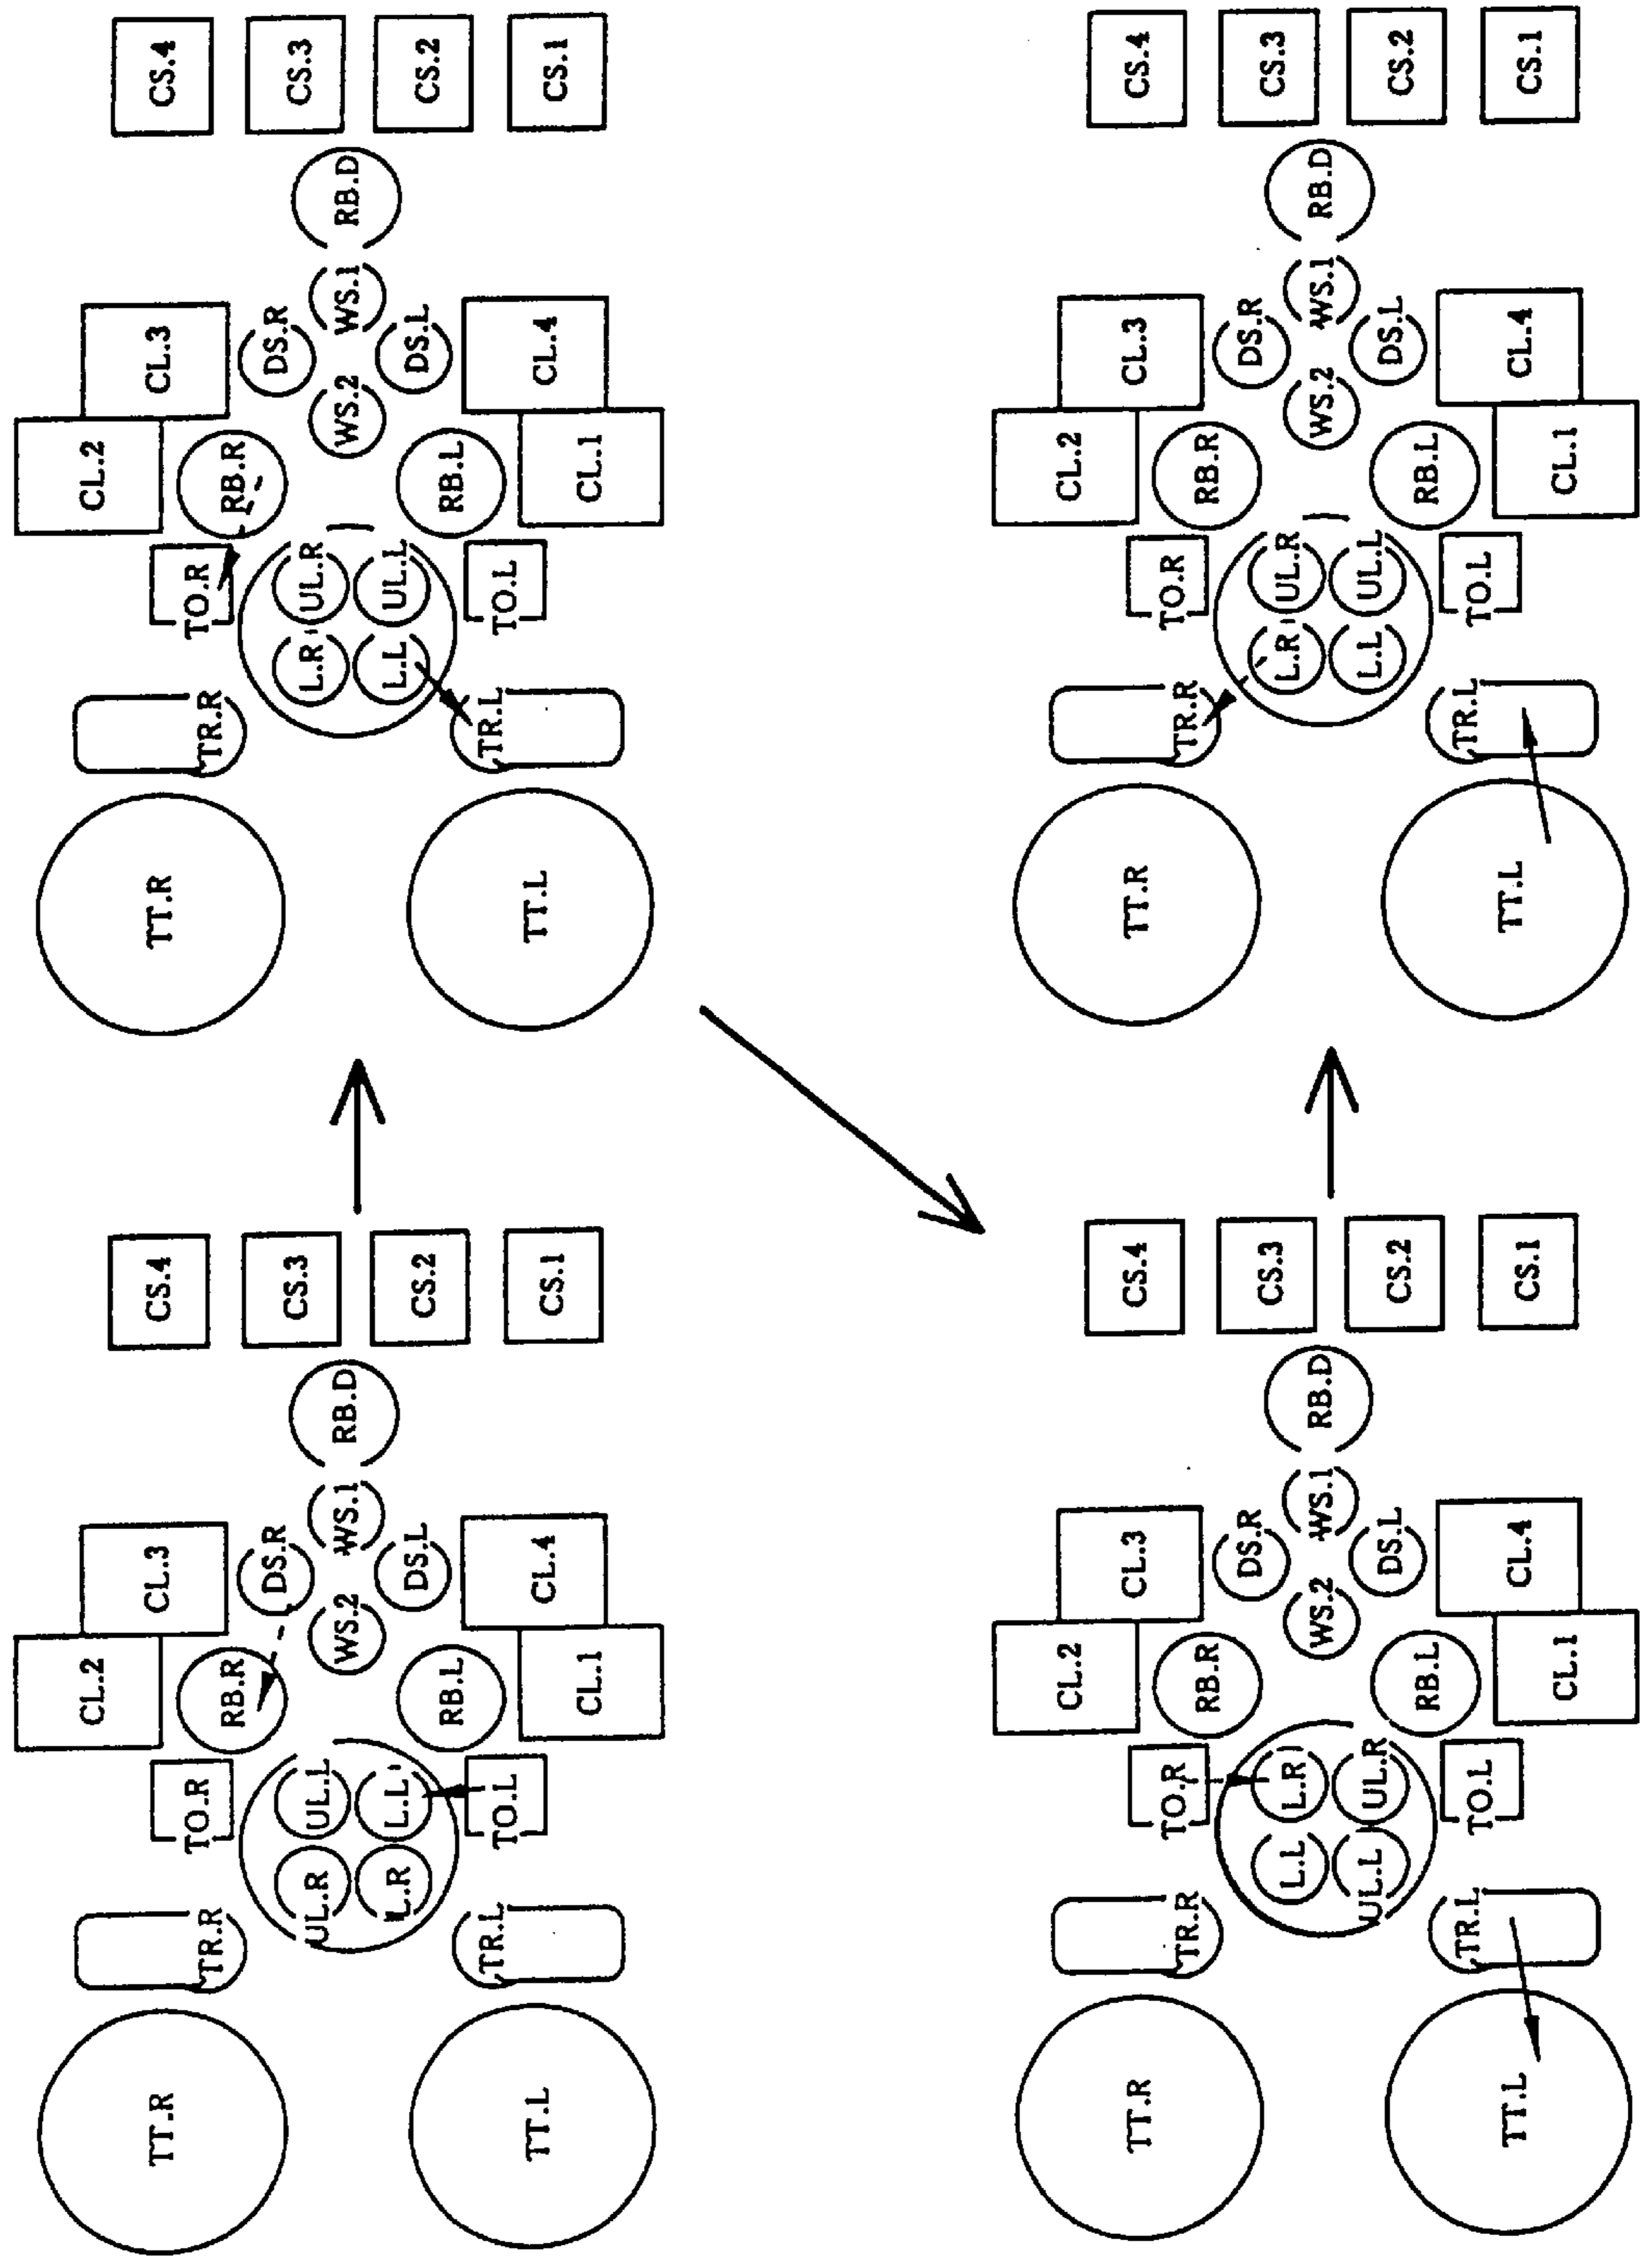 TT.R
TT.L
TR.R
TR.L
UL.R
L.R
UL.L
L.L
TO.R
TO.L
CL.2
RB.R
RB.L
CL.1
WS.2
CL.3
DS.R
DS.L
CL.4
WS.1
RB.D
CS.4
CS.3
CS.2
CS.1
TT.R
TT.L
TR.R
TR.L
L.R
L.L
UL.R
UL.L
TO.R
TO.L
CL.2
RB.R
RB.L
CL.1
WS.2
CL.3
DS.R
DS.L
CL.4
WS.1
RB.D
CS.4
CS.3
CS.2
CS.1
TT.R
TT.L
TR.R
TR.L
L.L
UL.L
L.R
UL.R
TO.R
TO.L
CL.2
RB.R
RB.L
CL.1
WS.2
CL.3
DS.R
DS.L
CL.4
WS.1
RB.D
CS.4
CS.3
CS.2
CS.1
TT.R
TT.L
TR.R
TR.L
L.R
L.L
UL.R
UL.L
TO.R
TO.L
CL.2
RB.R
RB.L
CL.1
WS.2
CL.3
DS.R
DS.L
CL.4
WS.1
RB.D
CS.4
CS.3
CS.2
CS.1